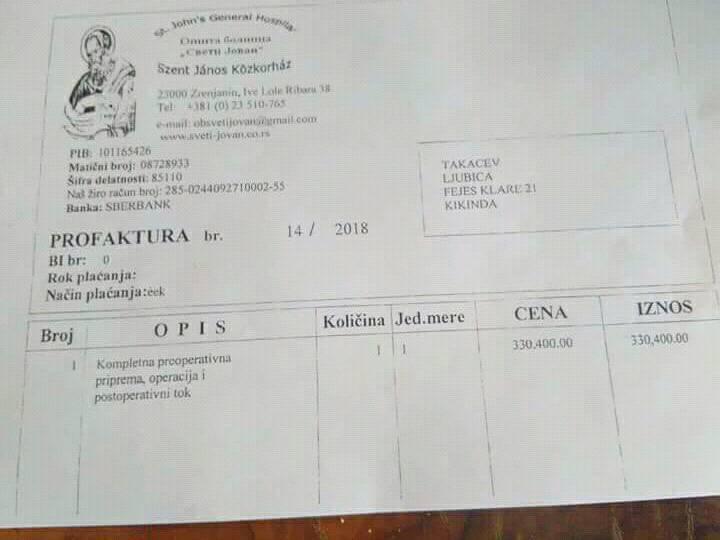 St. John's General Hospital
Општа болница
„Свети Јован"
Szent János Közkorház
23000 Zrenjanin, Ive Lole Ribara 38
Tel: +381 (0) 23 510-765
e-mail: obsvetijovan@gmail.com
www.sveti-jovan.co.rs
PIB: 101165426
Matični broj: 08728933
Šifra delatnosti: 85110
Naš žiro račun broj: 285-0244092710002-55
Banka: SBERBANK
TAKACEV
LJUBICA
FEJES KLARE 21
KIKINDA
PROFAKTURA br. 14 / 2018
BI br: 0
Rok plaćanja:
Način plaćanja:ček
Broj O P I S Količina Jed.mere CENA IZNOS
1 Kompletna preoperativna 1 1 330,400.00 330,400.00
priprema, operacija i
postoperativni tok